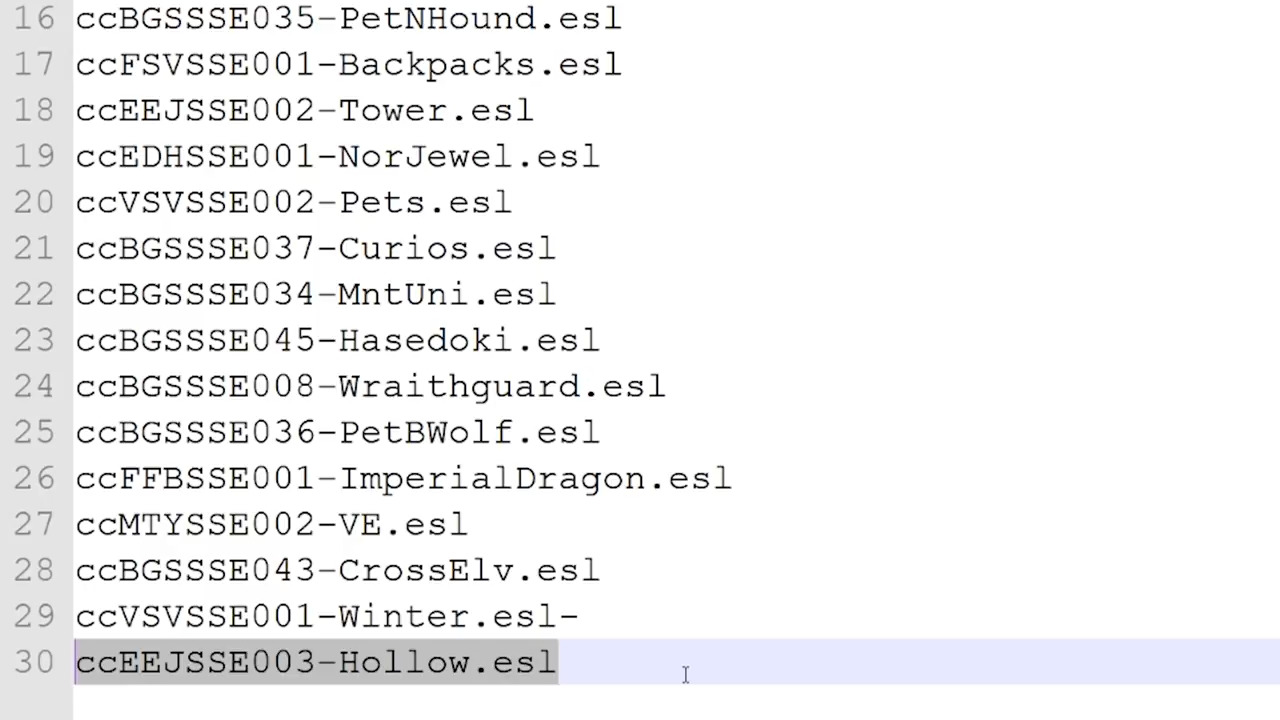 16 ccBGSSSE035-PetNHound.esl
17 ccFSVSSE001-Backpacks.esl
18 ccEEJSSE002-Tower.esl
19 ccEDHSSE001-NorJewel.esl
20 ccVSVSSE002-Pets.esl
21 ccBGSSSE037-Curios.esl
22 ccBGSSSE034-MntUni.esl
23 ccBGSSSE045-Hasedoki.esl
24 ccBGSSSE008-Wraithguard.esl
25 ccBGSSSE036-PetBWolf.esl
26 ccFFBSSE001-ImperialDragon.esl
27 ccMTYSSE002-VE.esl
28 ccBGSSSE043-CrossElv.esl
29 ccVSVSSE001-Winter.esl-
30 ccEEJSSE003-Hollow.esl